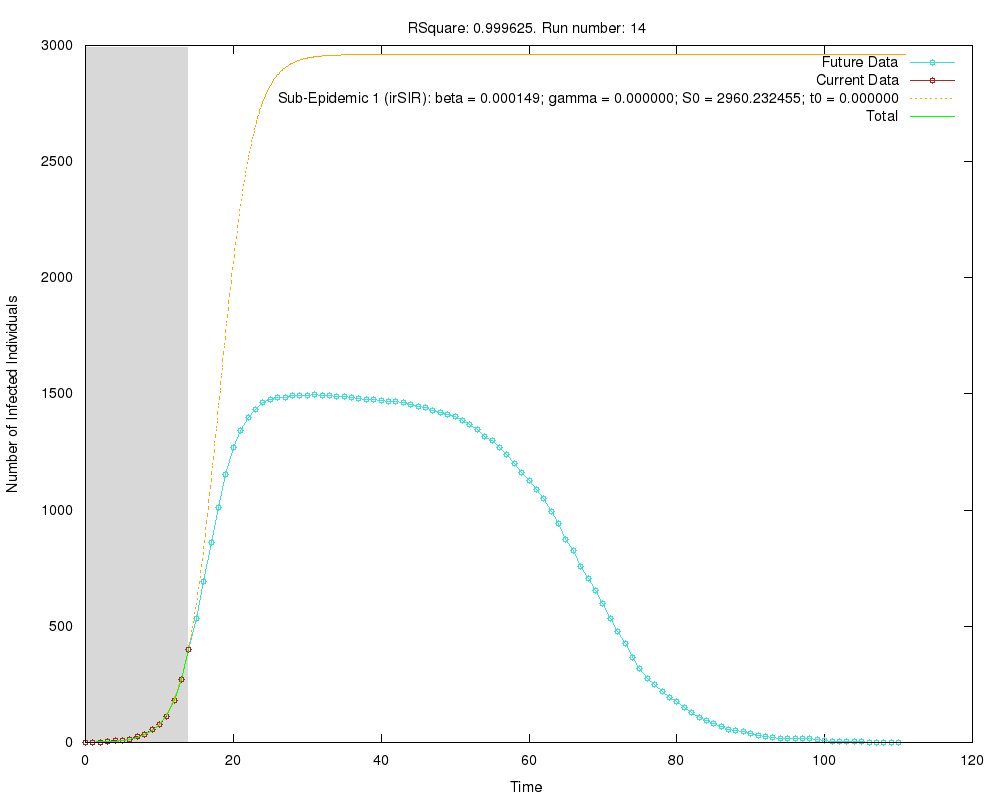 RSquare: 0.999625. Run number: 14
3000
2500
2000
1500
1000
500
0
Number of Infected Individuals
Future Data
Current Data
Sub-Epidemic 1 (irSIR): beta = 0.000149; gamma = 0.000000; S0 = 2960.232455; t0 = 0.000000
Total
0 20 40 60 80 100 120
Time